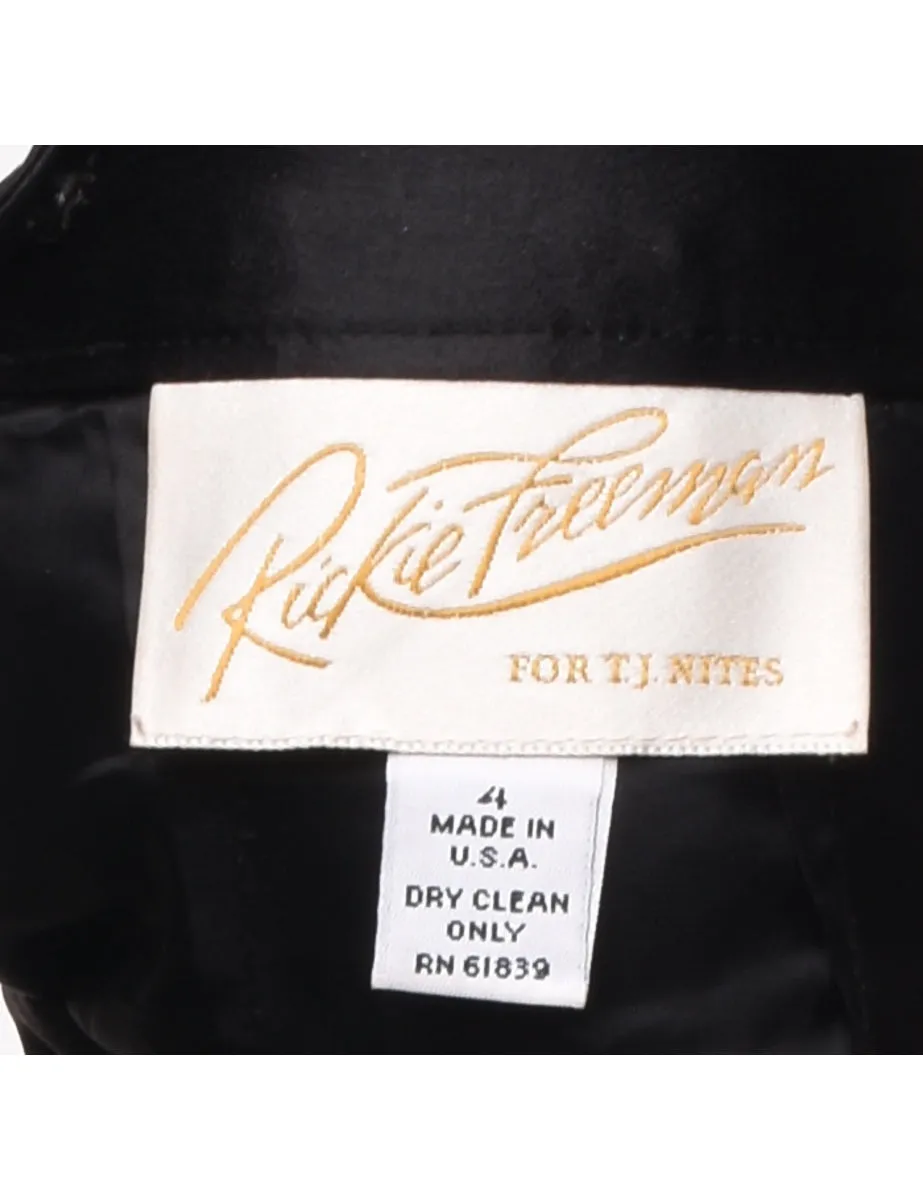 Rickie Freeman
FOR T.J. NITES
4
MADE IN
U.S.A.
DRY CLEAN
ONLY
RN 61839